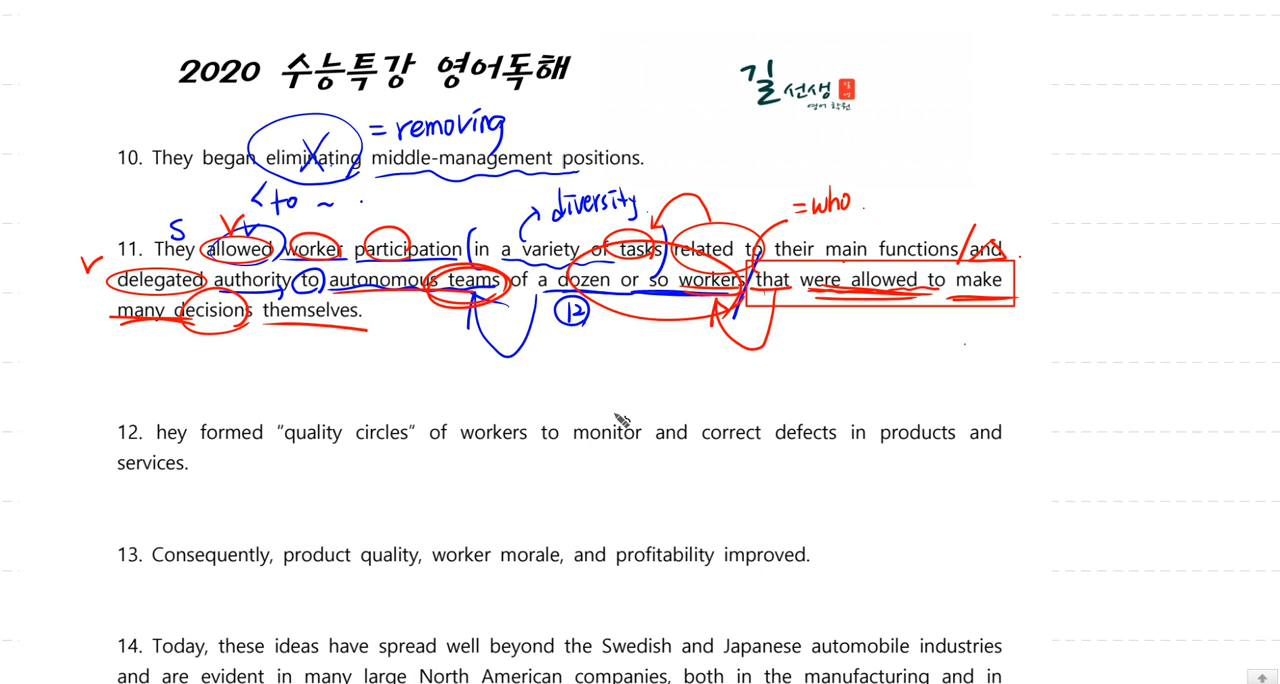 2020 수능특강 영어독해
길 선생
영어 학원
= removing
10. They began eliminating middle-management positions.
X
< to ~ .
diversity
= who
S
V
V
11. They allowed worker participation (in a variety of tasks) related to their main functions / and
V
delegated authority to autonomous teams of a dozen or so workers / that were allowed to make
many decisions themselves.
12
12. hey formed "quality circles" of workers to monitor and correct defects in products and
services.
13. Consequently, product quality, worker morale, and profitability improved.
14. Today, these ideas have spread well beyond the Swedish and Japanese automobile industries
and are evident in many large North American companies, both in the manufacturing and in